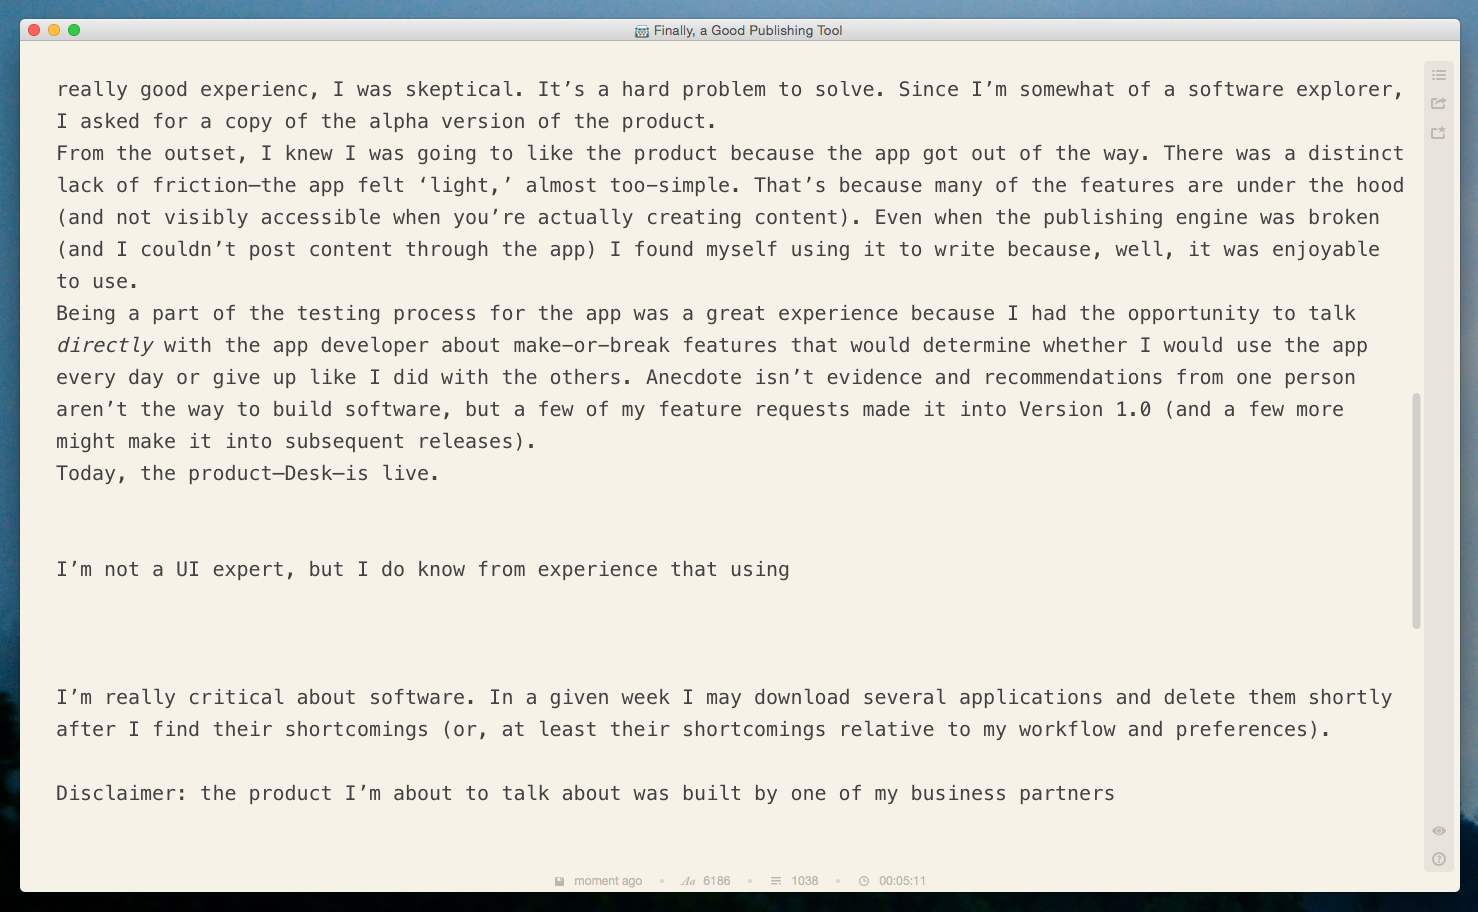 Finally, a Good Publishing Tool
really good experienc, I was skeptical. It’s a hard problem to solve. Since I’m somewhat of a software explorer,
I asked for a copy of the alpha version of the product.
From the outset, I knew I was going to like the product because the app got out of the way. There was a distinct
lack of friction—the app felt ‘light,’ almost too-simple. That’s because many of the features are under the hood
(and not visibly accessible when you’re actually creating content). Even when the publishing engine was broken
(and I couldn’t post content through the app) I found myself using it to write because, well, it was enjoyable
to use.
Being a part of the testing process for the app was a great experience because I had the opportunity to talk
directly with the app developer about make-or-break features that would determine whether I would use the app
every day or give up like I did with the others. Anecdote isn’t evidence and recommendations from one person
aren’t the way to build software, but a few of my feature requests made it into Version 1.0 (and a few more
might make it into subsequent releases).
Today, the product—Desk—is live.
I’m not a UI expert, but I do know from experience that using
I’m really critical about software. In a given week I may download several applications and delete them shortly
after I find their shortcomings (or, at least their shortcomings relative to my workflow and preferences).
Disclaimer: the product I’m about to talk about was built by one of my business partners
moment ago • Aa 6186 • 1038 • 00:05:11